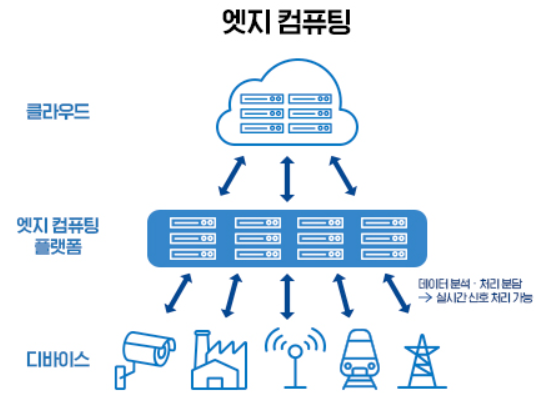 엣지 컴퓨팅
클라우드
엣지 컴퓨팅
플랫폼
데이터 분석 · 처리 분담
→ 실시간 신호 처리 가능
디바이스